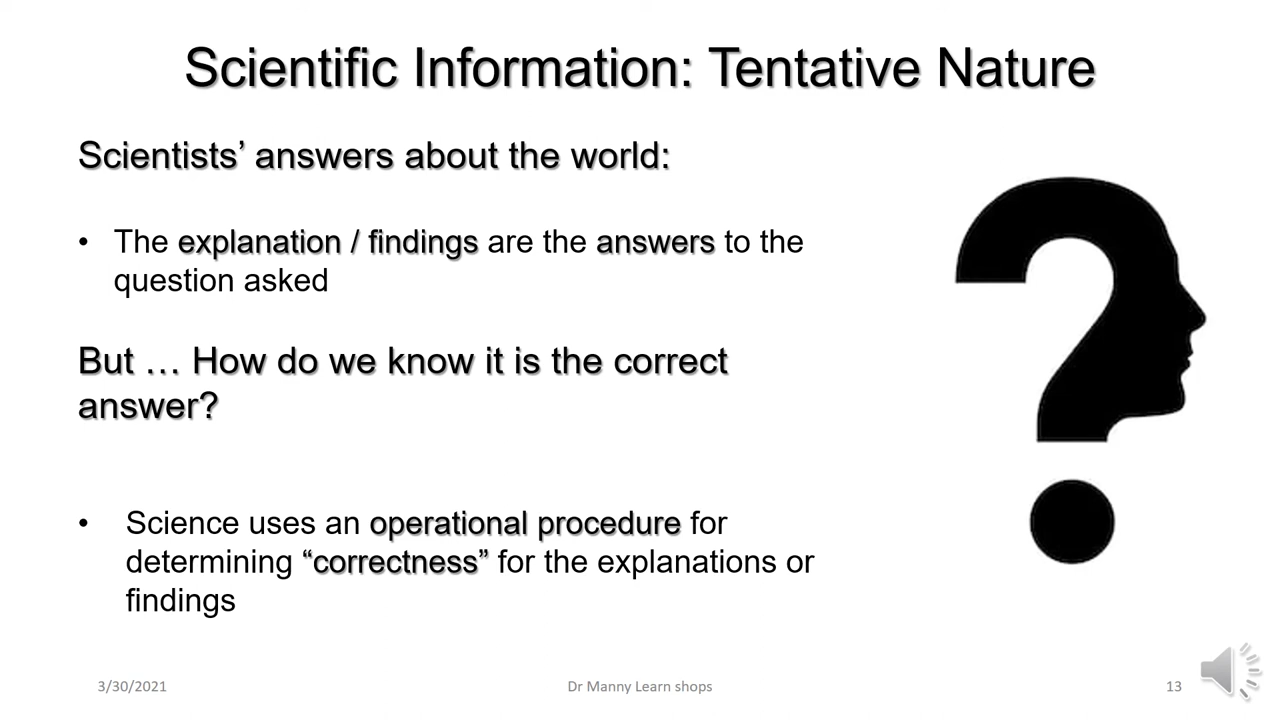 Scientific Information: Tentative Nature
Scientists’ answers about the world:
• The explanation / findings are the answers to the
question asked
But … How do we know it is the correct
answer?
• Science uses an operational procedure for
determining “correctness” for the explanations or
findings
3/30/2021
Dr Manny Learn shops
13